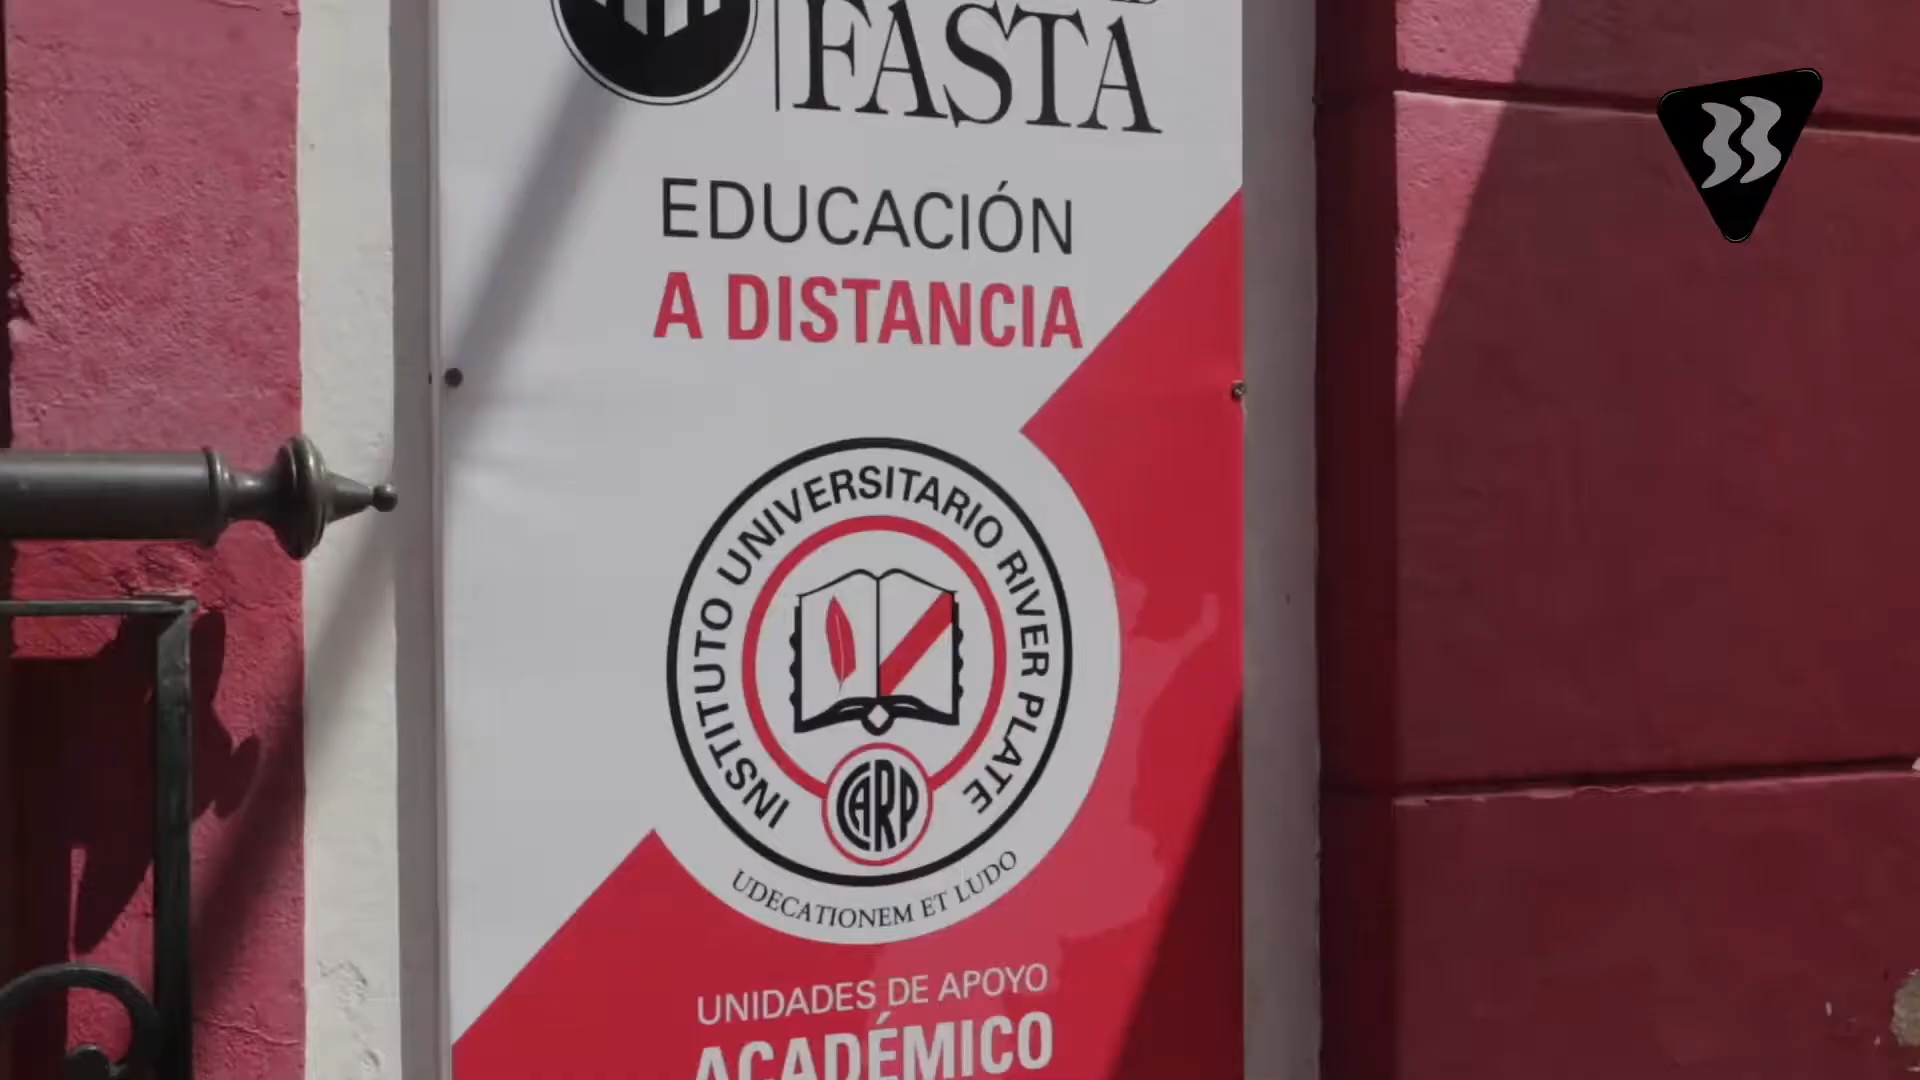 FASTA
EDUCACIÓN
A DISTANCIA
INSTITUTO UNIVERSITARIO RIVER PLATE
CARP
UDECATIONEM ET LUDO
UNIDADES DE APOYO
ACADÉMICO